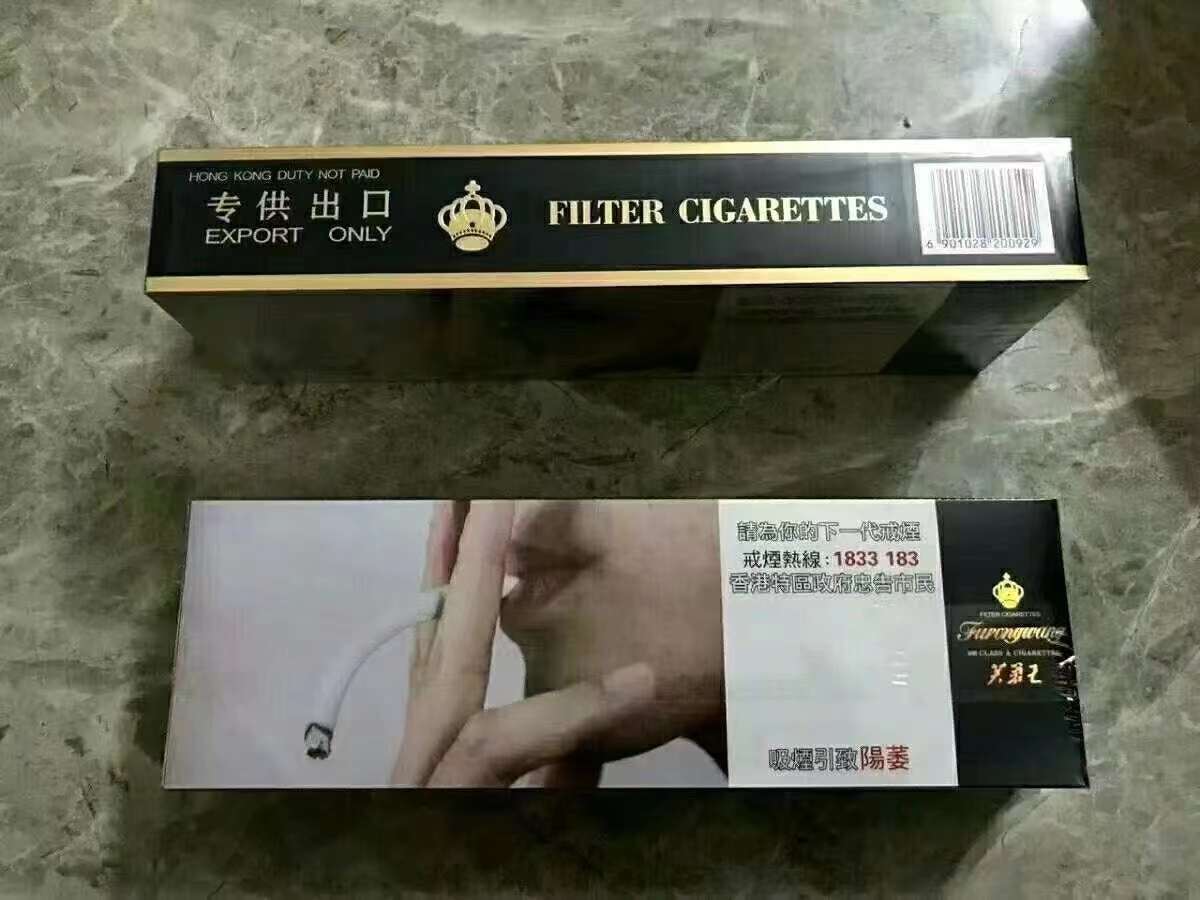 HONG KONG DUTY NOT PAID
专供出口
EXPORT ONLY
FILTER CIGARETTES
6 901028 200929
請為你的下一代戒煙
戒煙熱線:1833 183
香港特區政府忠告市民
吸煙引致陽萎
FILTER CIGARETTES
Furongwang
CLASS A CIGARETTES
芙蓉王